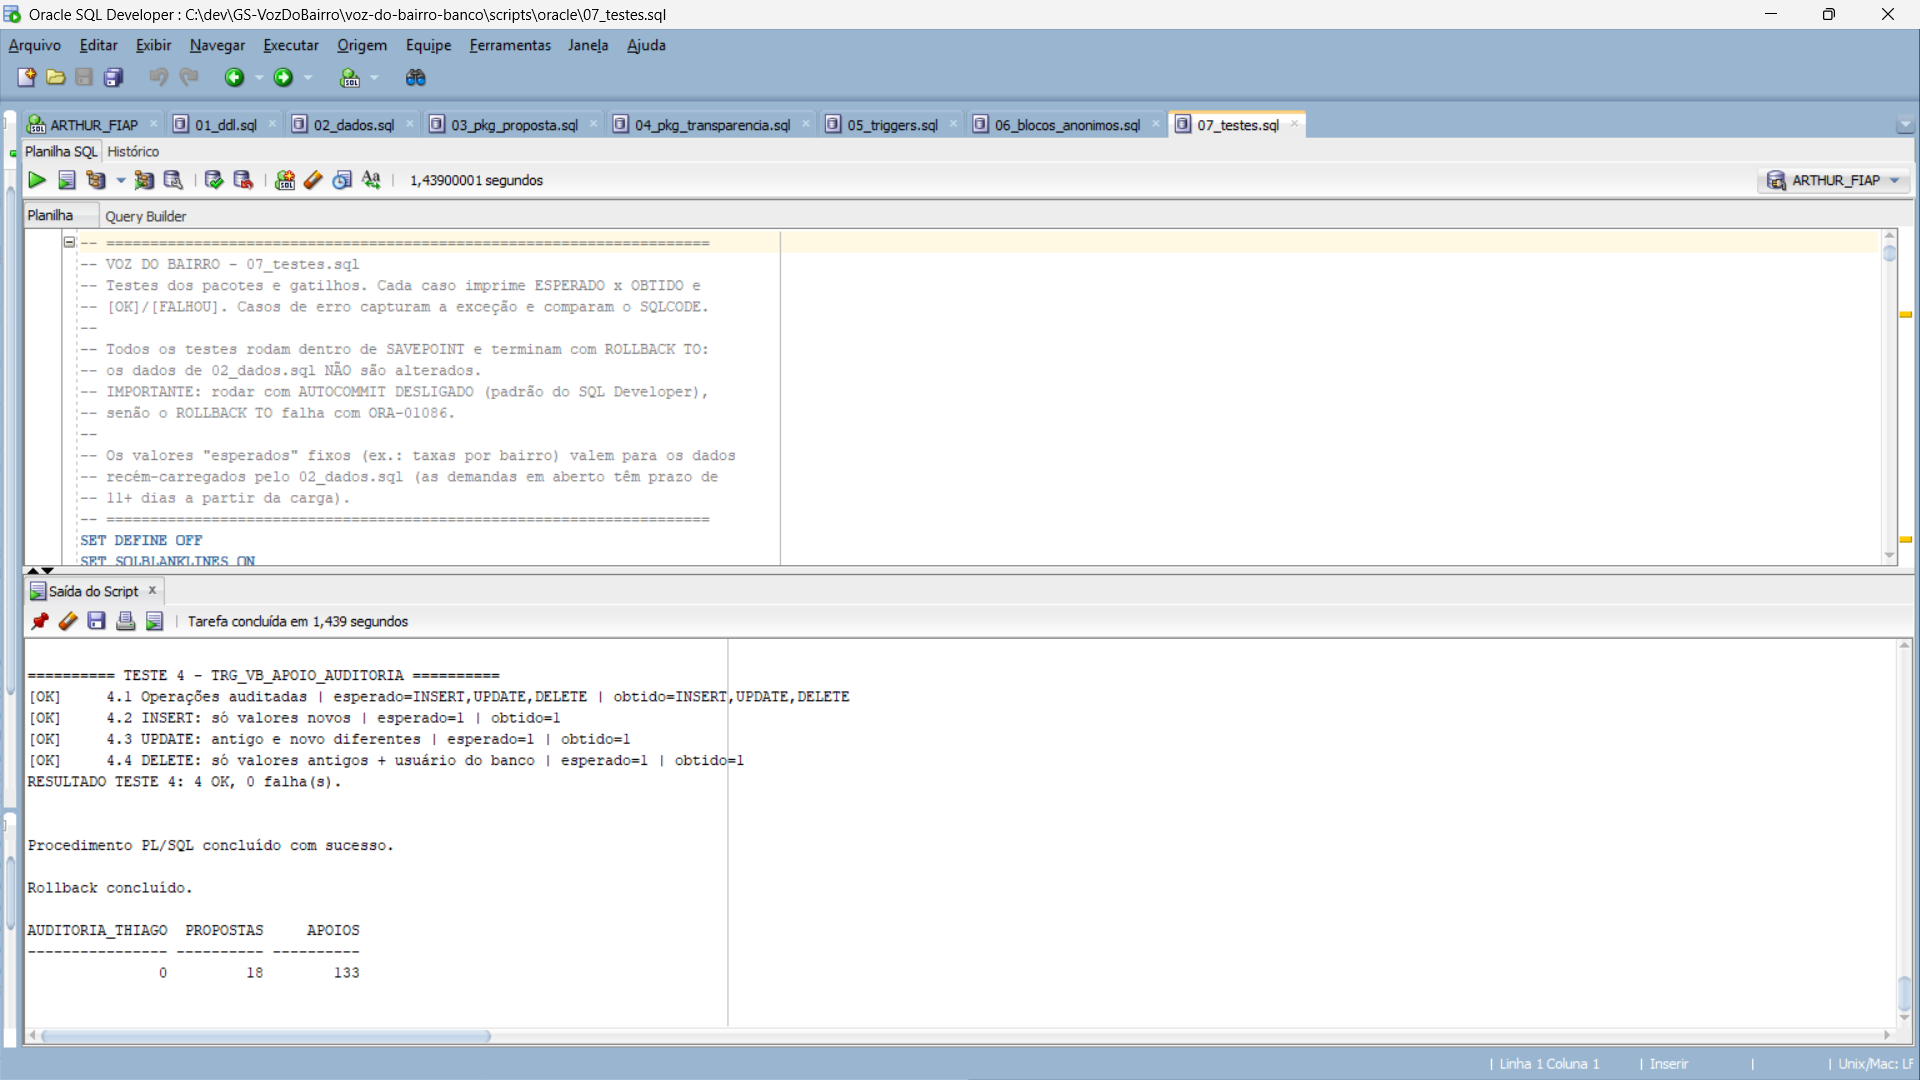 Oracle SQL Developer : C:\dev\GS-VozDoBairro\voz-do-bairro-banco\scripts\oracle\07_testes.sql
Arquivo Editar Exibir Navegar Executar Origem Equipe Ferramentas Janela Ajuda
ARTHUR_FIAP 01_ddl.sql 02_dados.sql 03_pkg_proposta.sql 04_pkg_transparencia.sql 05_triggers.sql 06_blocos_anonimos.sql 07_testes.sql
Planilha SQL Histórico
1,43900001 segundos ARTHUR_FIAP
Planilha Query Builder
-- =====================================================================
-- VOZ DO BAIRRO - 07_testes.sql
-- Testes dos pacotes e gatilhos. Cada caso imprime ESPERADO x OBTIDO e
-- [OK]/[FALHOU]. Casos de erro capturam a exceção e comparam o SQLCODE.
--
-- Todos os testes rodam dentro de SAVEPOINT e terminam com ROLLBACK TO:
-- os dados de 02_dados.sql NÃO são alterados.
-- IMPORTANTE: rodar com AUTOCOMMIT DESLIGADO (padrão do SQL Developer),
-- senão o ROLLBACK TO falha com ORA-01086.
--
-- Os valores "esperados" fixos (ex.: taxas por bairro) valem para os dados
-- recém-carregados pelo 02_dados.sql (as demandas em aberto têm prazo de
-- 11+ dias a partir da carga).
-- =====================================================================
SET DEFINE OFF
SET SQLBLANKLINES ON
Saída do Script
Tarefa concluída em 1,439 segundos
========== TESTE 4 - TRG_VB_APOIO_AUDITORIA ==========
[OK] 4.1 Operações auditadas | esperado=INSERT,UPDATE,DELETE | obtido=INSERT,UPDATE,DELETE
[OK] 4.2 INSERT: só valores novos | esperado=1 | obtido=1
[OK] 4.3 UPDATE: antigo e novo diferentes | esperado=1 | obtido=1
[OK] 4.4 DELETE: só valores antigos + usuário do banco | esperado=1 | obtido=1
RESULTADO TESTE 4: 4 OK, 0 falha(s).
Procedimento PL/SQL concluído com sucesso.
Rollback concluído.
AUDITORIA_THIAGO PROPOSTAS APOIOS
---------------- ---------- ----------
0 18 133
Linha 1 Coluna 1 | Inserir | | Unix/Mac: LF